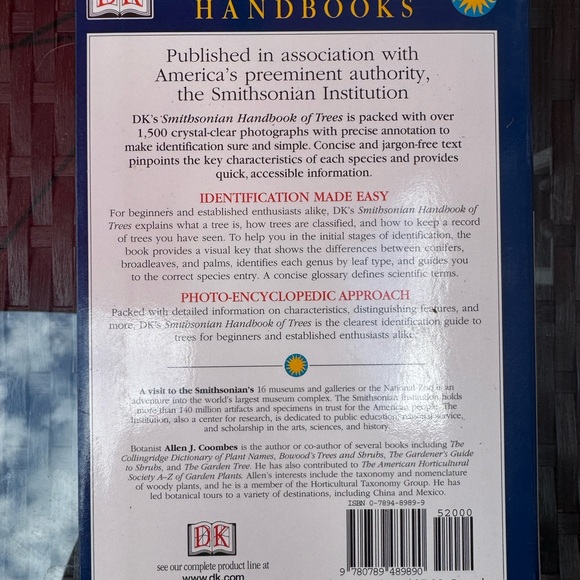 DK
HANDBOOKS
Published in association with
America's preeminent authority,
the Smithsonian Institution
DK's Smithsonian Handbook of Trees is packed with over
1,500 crystal-clear photographs with precise annotation to
make identification sure and simple. Concise and jargon-free text
pinpoints the key characteristics of each species and provides
quick, accessible information.
IDENTIFICATION MADE EASY
For beginners and established enthusiasts alike, DK's Smithsonian Handbook of
Trees explains what a tree is, how trees are classified, and how to keep a record
of trees you have seen. To help you in the initial stages of identification, the
book provides a visual key that shows the differences between conifers,
broadleaves, and palms, identifies each genus by leaf type, and guides you
to the correct species entry. A concise glossary defines scientific terms.
PHOTO-ENCYCLOPEDIC APPROACH
Packed with detailed information on characteristics, distinguishing features, and
more, DK's Smithsonian Handbook of Trees is the clearest identification guide to
trees for beginners and established enthusiasts alike.
A visit to the Smithsonian's 16 museums and galleries or the National Zoo is an
adventure into the world's largest museum complex. The Smithsonian Institution holds
more than 140 million artifacts and specimens in trust for the American people. The
Institution, also a center for research, is dedicated to public education, national service,
and scholarship in the arts, sciences, and history.
Botanist Allen J. Coombes is the author or co-author of several books including The
Collingridge Dictionary of Plant Names, Bowood's Trees and Shrubs, The Gardener's Guide
to Shrubs, and The Garden Tree. He has also contributed to The American Horticultural
Society A–Z of Garden Plants. Allen's interests include the taxonomy and nomenclature
of woody plants, and he is a member of the Horticultural Taxonomy Group. He has
led botanical tours to a variety of destinations, including China and Mexico.
ISBN 0-7894-8989-9
52000
DK
see our complete product line at
www.dk.com
9 780789 489890